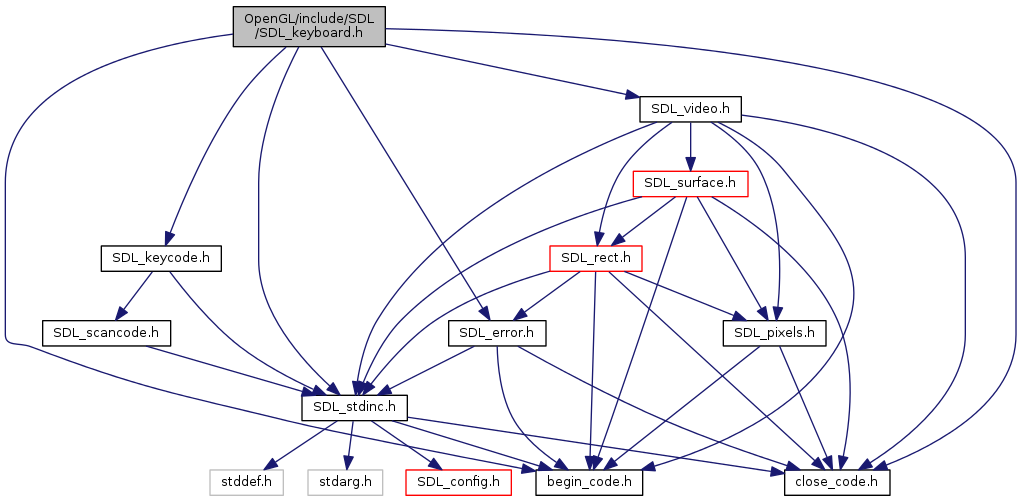 OpenGL/include/SDL
/SDL_keyboard.h
SDL_video.h
SDL_surface.h
SDL_keycode.h
SDL_rect.h
SDL_scancode.h
SDL_error.h
SDL_pixels.h
SDL_stdinc.h
stddef.h
stdarg.h
SDL_config.h
begin_code.h
close_code.h